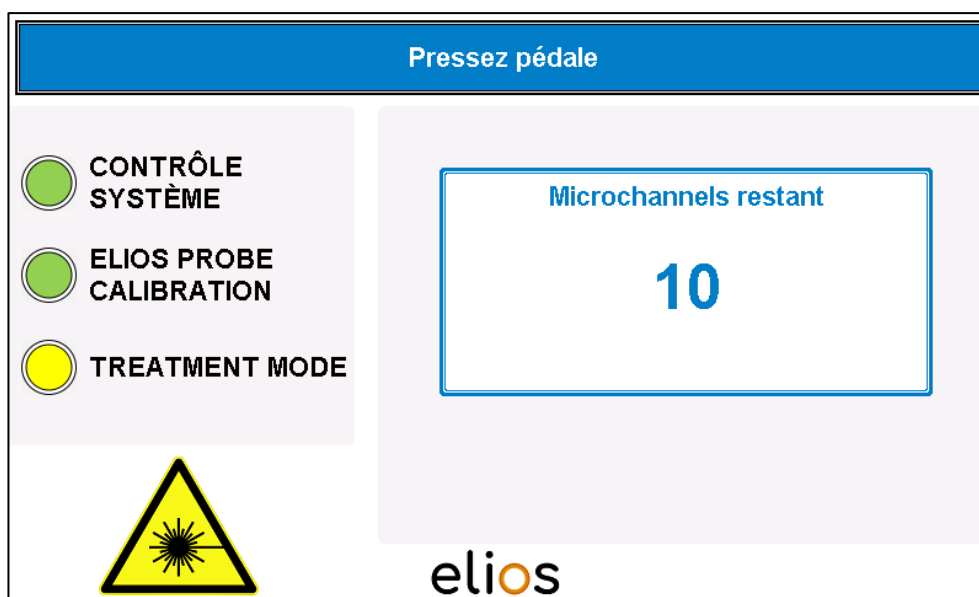 Pressez pédale
CONTRÔLE
SYSTÈME
ELIOS PROBE
CALIBRATION
TREATMENT MODE
Microchannels restant
10
elios